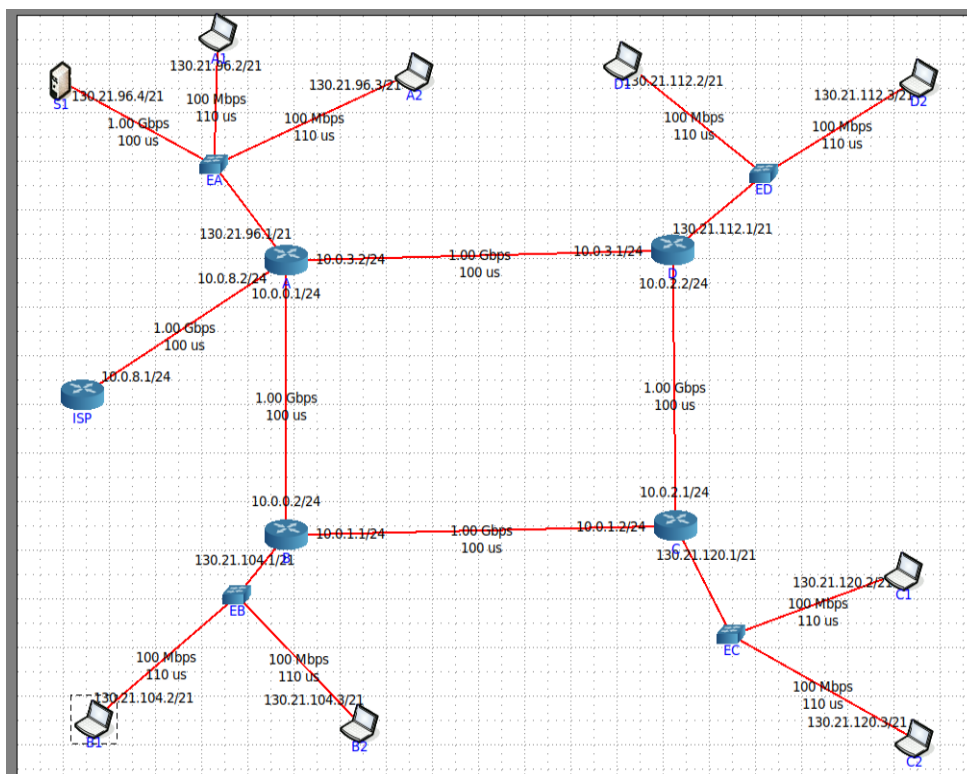 A1
130.21.96.2/21
S1
130.21.96.4/21
130.21.96.3/21
A2
100 Mbps
110 us
1.00 Gbps
100 us
100 Mbps
110 us
EA
D1
130.21.112.2/21
130.21.112.3/21
D2
100 Mbps
110 us
100 Mbps
110 us
ED
130.21.96.1/21
130.21.112.1/21
10.0.3.2/24
1.00 Gbps
100 us
10.0.3.1/24
A
D
10.0.8.2/24
10.0.0.1/24
10.0.2.2/24
1.00 Gbps
100 us
10.0.8.1/24
ISP
1.00 Gbps
100 us
1.00 Gbps
100 us
10.0.0.2/24
10.0.2.1/24
10.0.1.1/24
1.00 Gbps
100 us
10.0.1.2/24
B
C
130.21.104.1/21
130.21.120.1/21
EB
EC
130.21.120.2/21
C1
100 Mbps
110 us
100 Mbps
110 us
100 Mbps
110 us
130.21.104.2/21
B1
130.21.104.3/21
B2
100 Mbps
110 us
130.21.120.3/21
C2